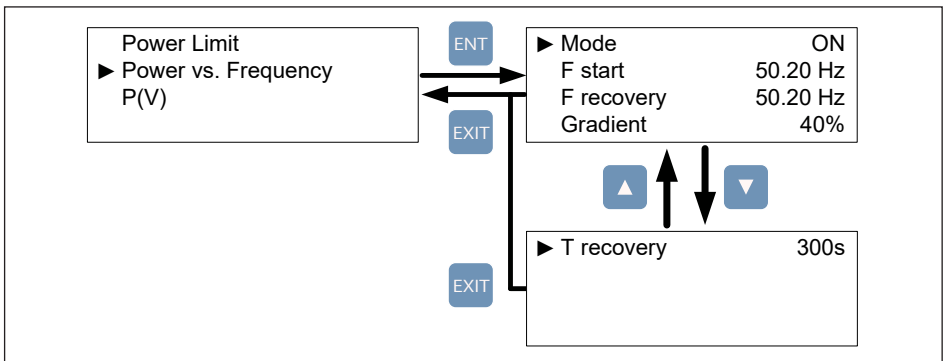 Power Limit
► Power vs. Frequency
P(V)
ENT
EXIT
► Mode ON
F start 50.20 Hz
F recovery 50.20 Hz
Gradient 40%
▲
▼
► T recovery 300s
EXIT